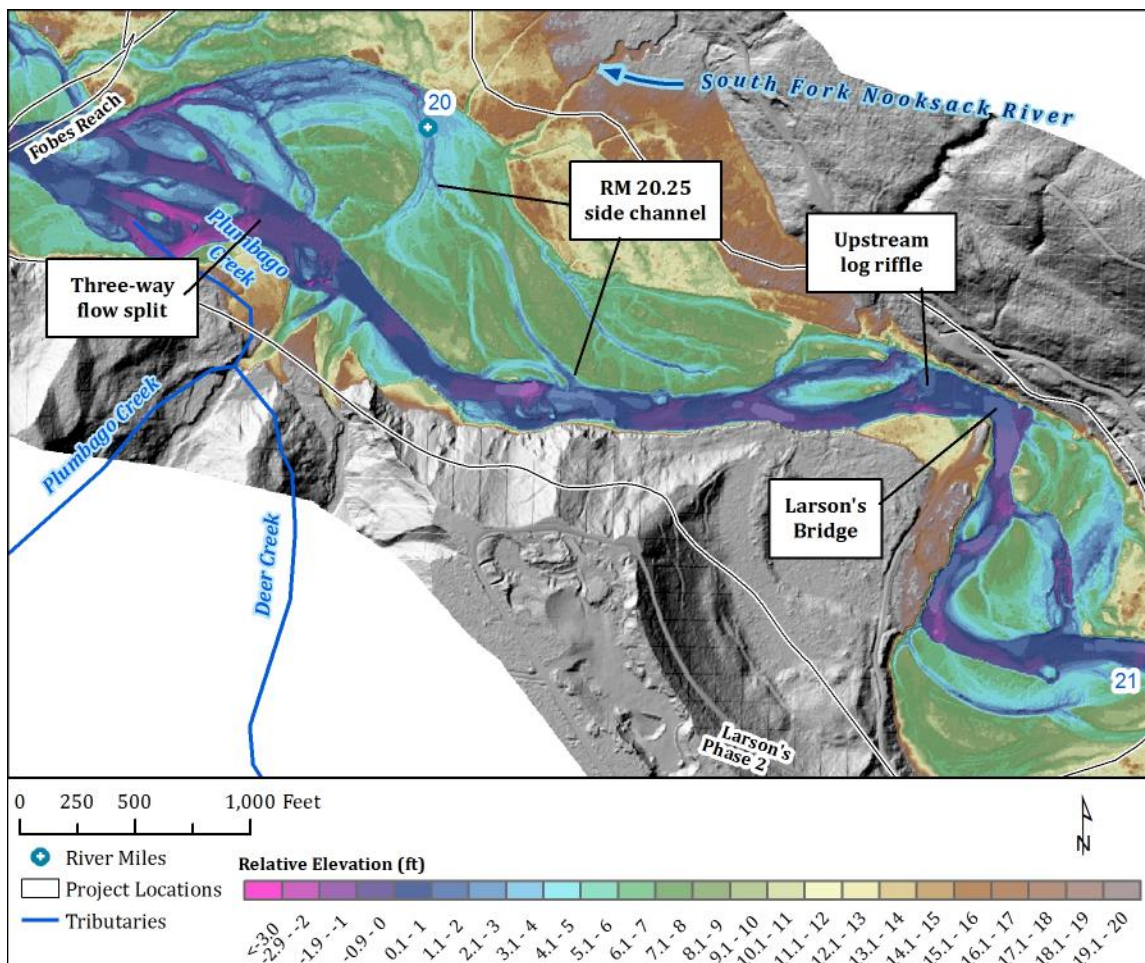 South Fork Nooksack River
20
Fobes Reach
RM 20.25
side channel
Upstream
log riffle
Plumbago
Creek
Three-way
flow split
Plumbago Creek
Deer Creek
Larson's
Bridge
21
Larson's
Phase 2
0 250 500 1,000 Feet
N
River Miles
Project Locations
Tributaries
Relative Elevation (ft)
<-3.0
-2.9 - -2
-1.9 - -1
-0.9 - 0
0.1 - 1
1.1 - 2
2.1 - 3
3.1 - 4
4.1 - 5
5.1 - 6
6.1 - 7
7.1 - 8
8.1 - 9
9.1 - 10
10.1 - 11
11.1 - 12
12.1 - 13
13.1 - 14
14.1 - 15
15.1 - 16
16.1 - 17
17.1 - 18
18.1 - 19
19.1 - 20